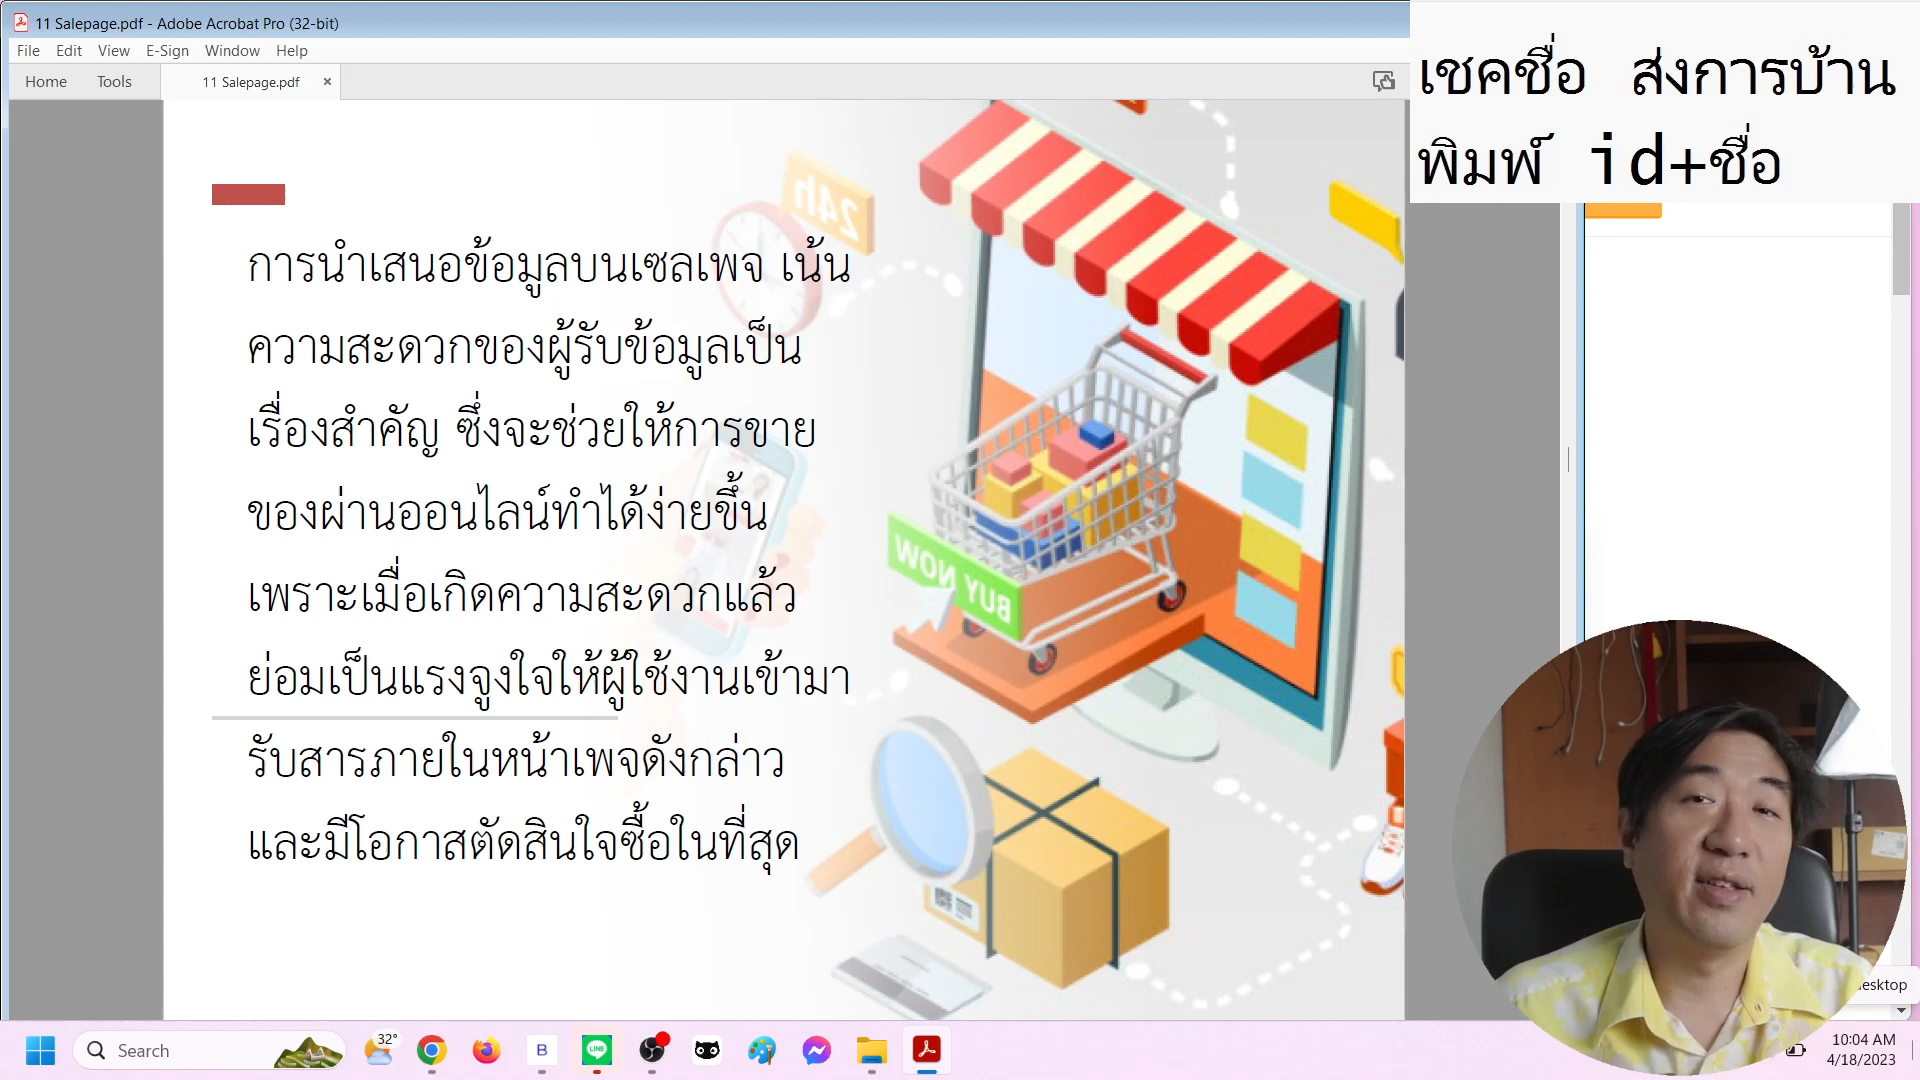 11 Salepage.pdf - Adobe Acrobat Pro (32-bit)
File Edit View E-Sign Window Help
Home Tools 11 Salepage.pdf ×
เชคชื่อ ส่งการบ้าน
พิมพ์ id+ชื่อ
24h
การนำเสนอข้อมูลบนเซลเพจ เน้น
ความสะดวกของผู้รับข้อมูลเป็น
เรื่องสำคัญ ซึ่งจะช่วยให้การขาย
ของผ่านออนไลน์ทำได้ง่ายขึ้น
เพราะเมื่อเกิดความสะดวกแล้ว
ย่อมเป็นแรงจูงใจให้ผู้ใช้งานเข้ามา
รับสารภายในหน้าเพจดังกล่าว
และมีโอกาสตัดสินใจซื้อในที่สุด
BUY NOW
esktop
Search
32°
B
LINE
10:04 AM
4/18/2023